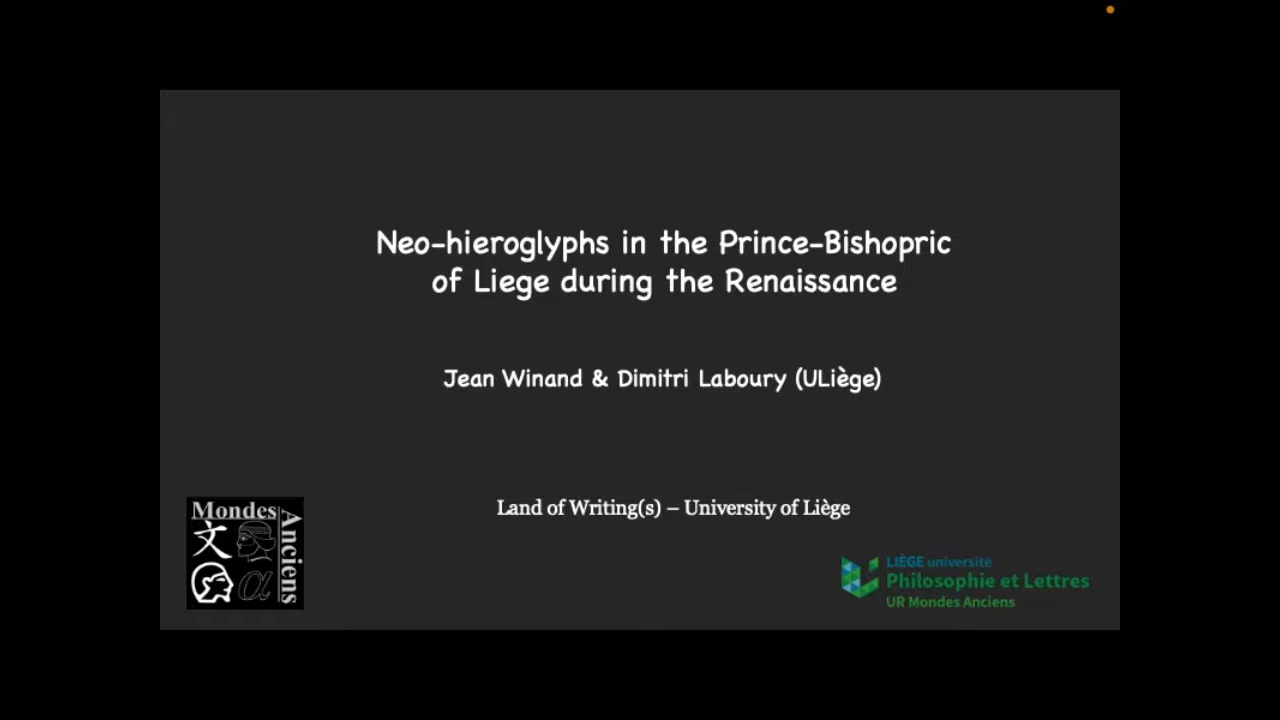 Neo-hieroglyphs in the Prince-Bishopric
of Liege during the Renaissance
Jean Winand & Dimitri Laboury (ULiège)
Land of Writing(s) – University of Liège
Mondes
Anciens
文
α
LIÈGE université
Philosophie et Lettres
UR Mondes Anciens